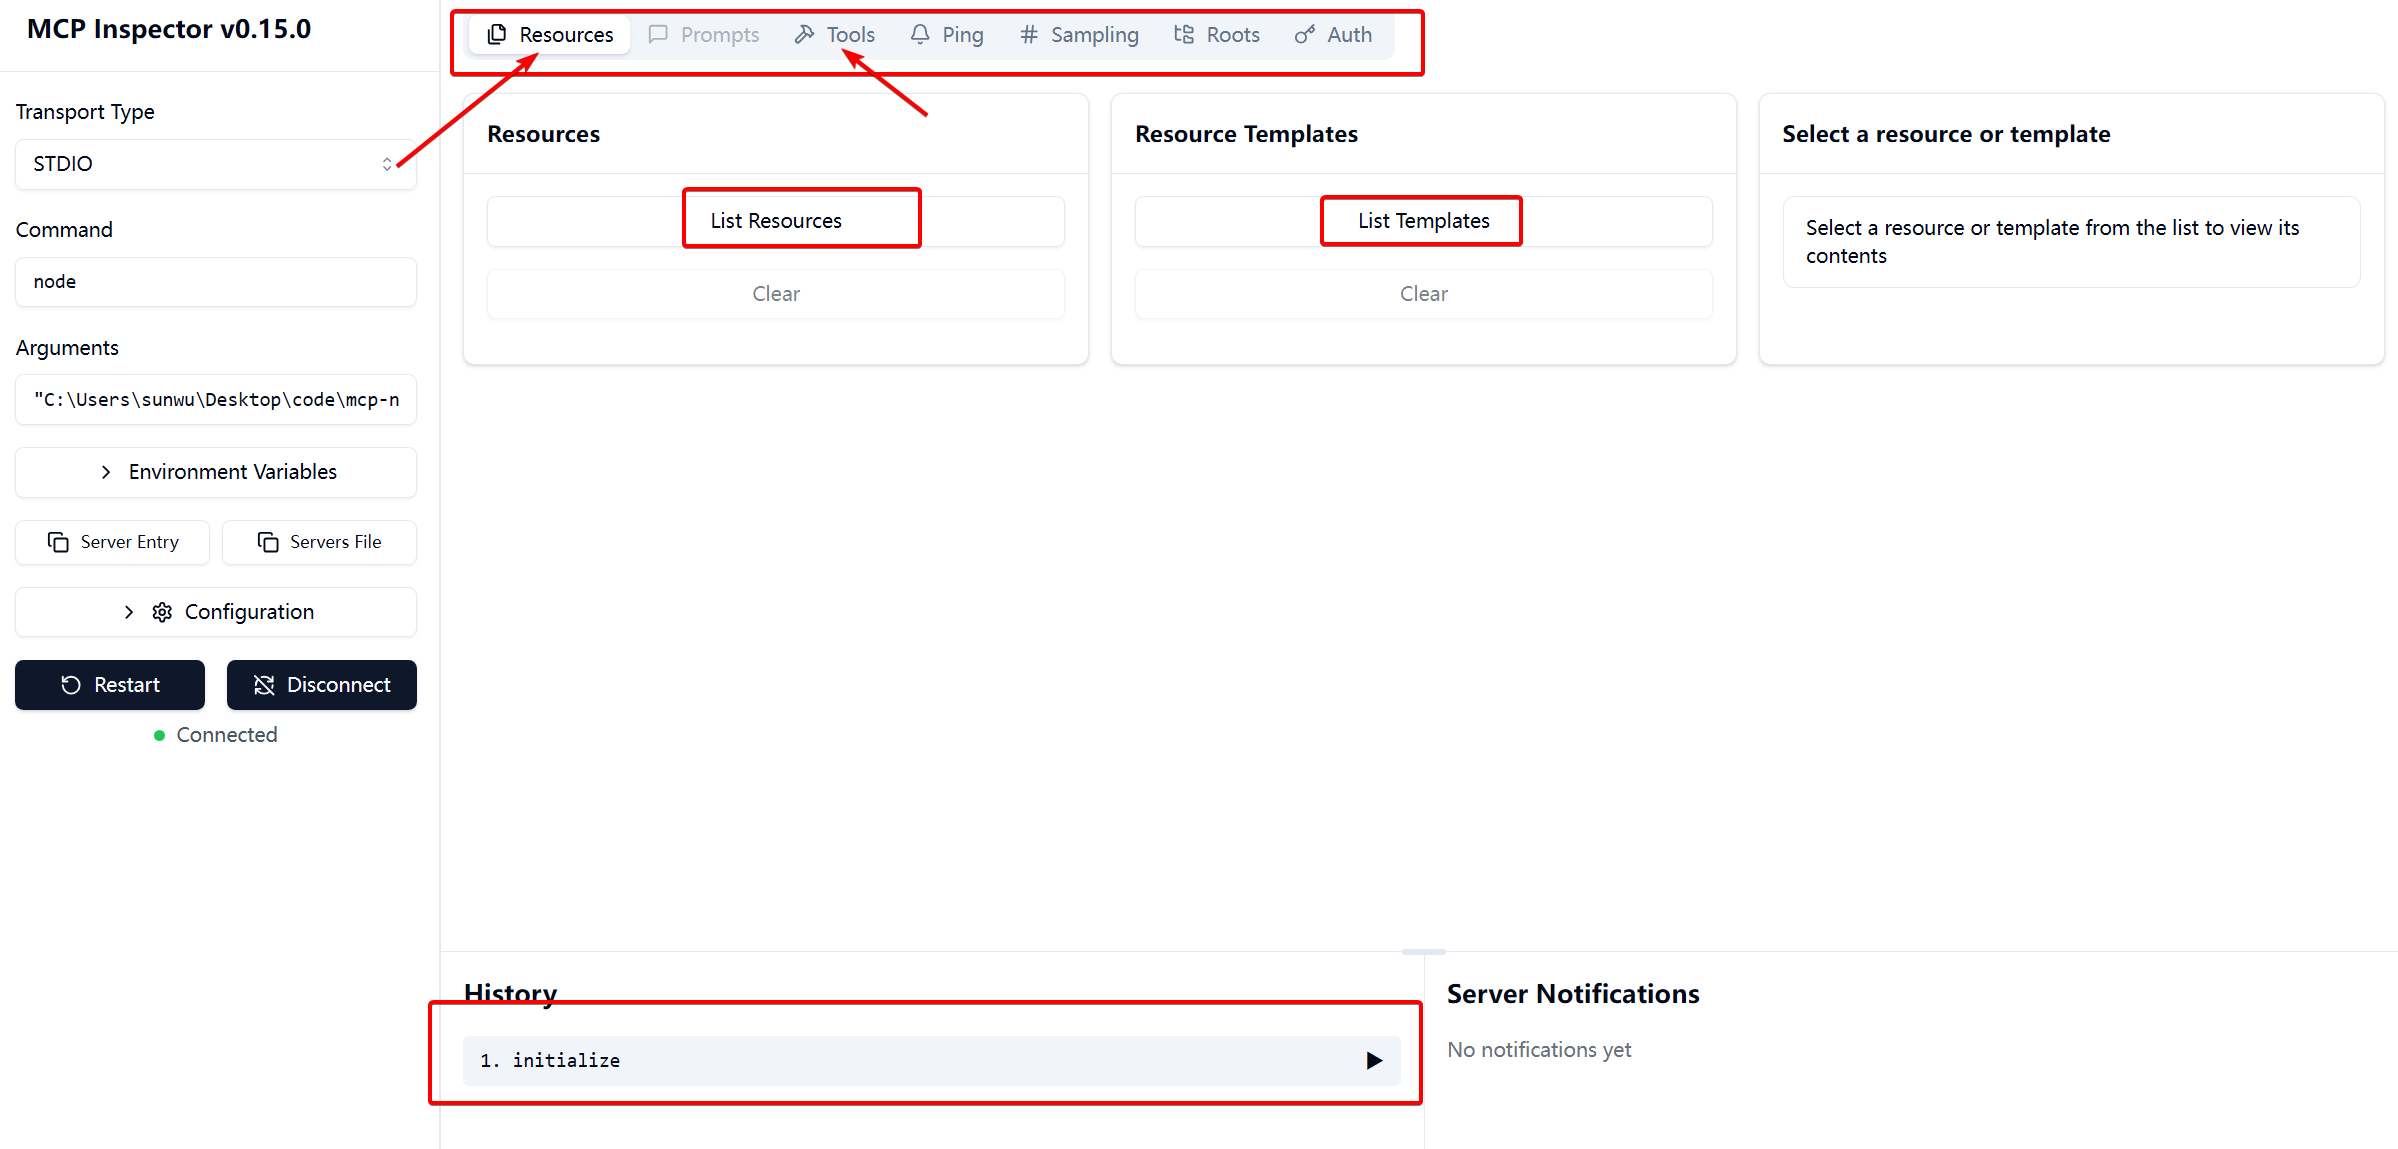 MCP Inspector v0.15.0
Transport Type
STDIO
Command
node
Arguments
"C:\Users\sunwu\Desktop\code\mcp-n
Environment Variables
Server Entry
Servers File
Configuration
Restart
Disconnect
Connected
Resources
Prompts
Tools
Ping
Sampling
Roots
Auth
Resources
List Resources
Clear
Resource Templates
List Templates
Clear
Select a resource or template
Select a resource or template from the list to view its
contents
History
1. initialize
Server Notifications
No notifications yet